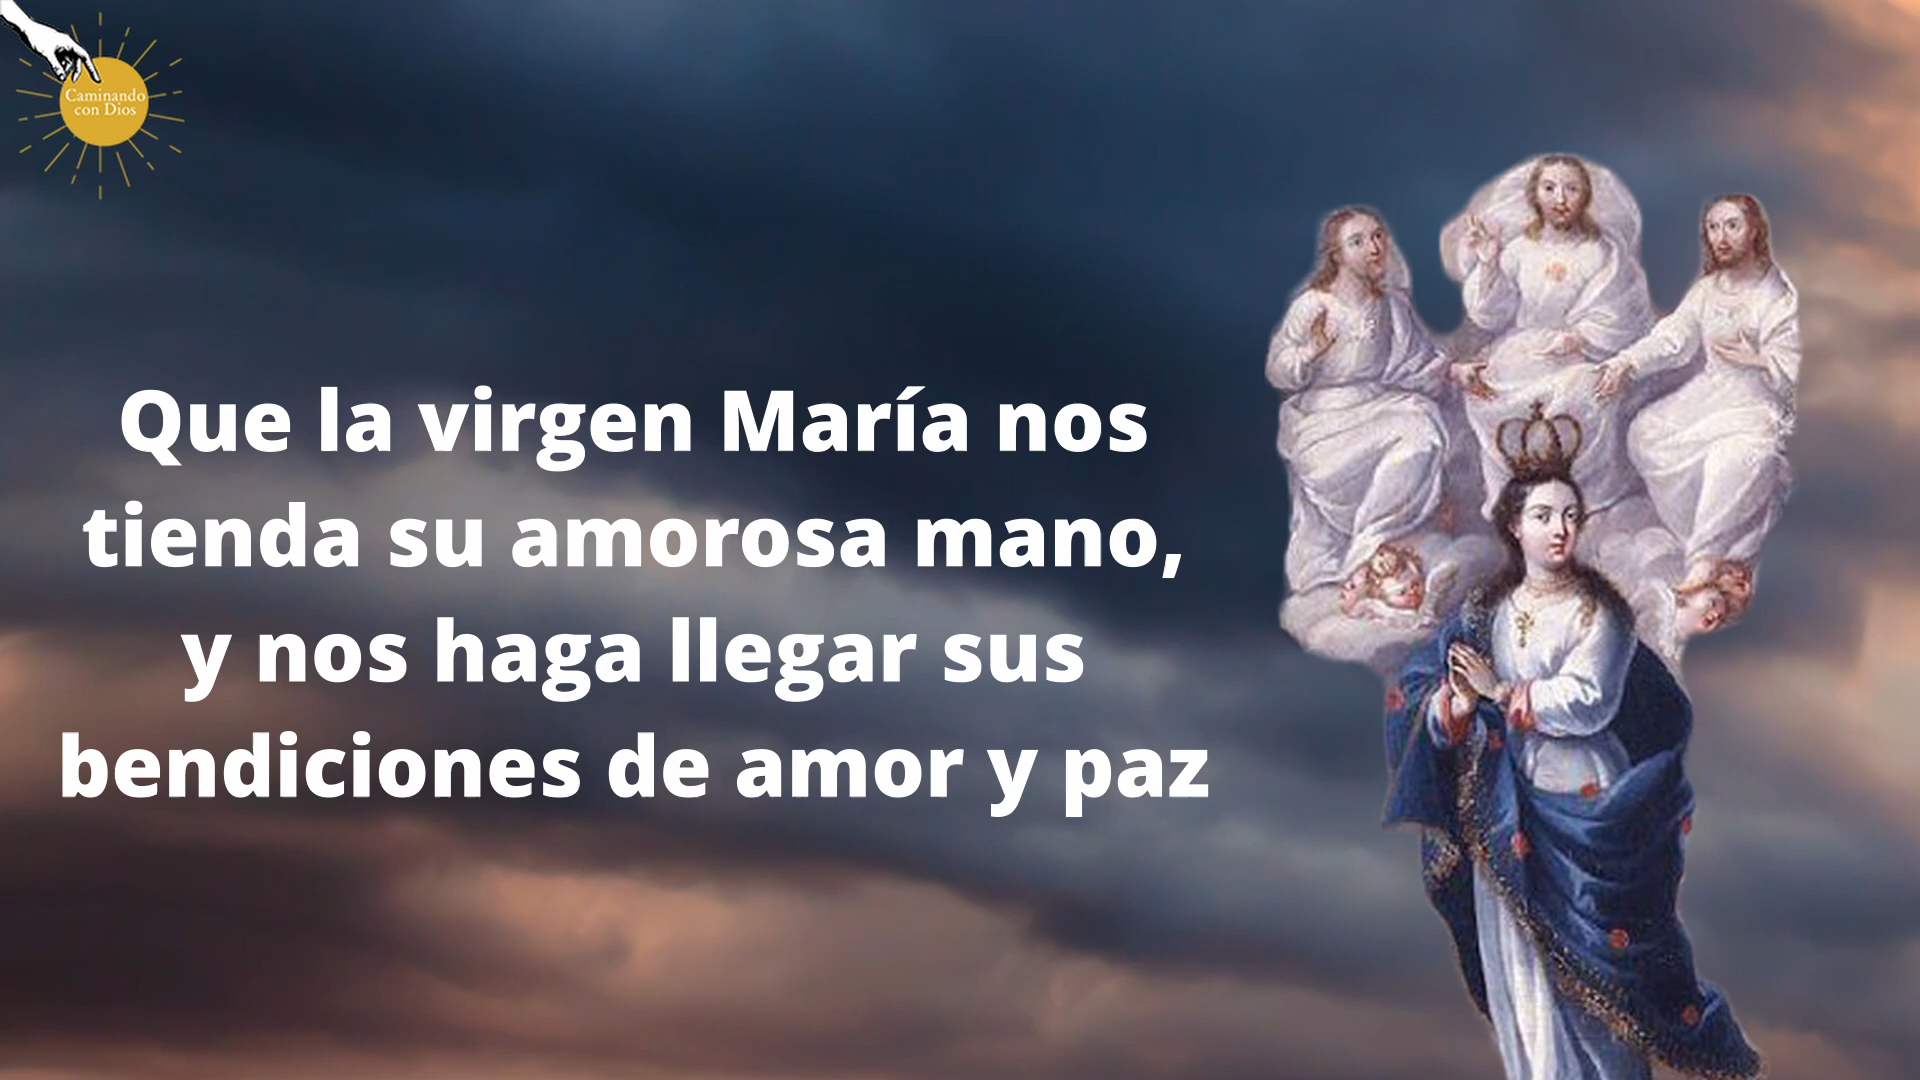 Caminando
con Dios
Que la virgen María nos
tienda su amorosa mano,
y nos haga llegar sus
bendiciones de amor y paz